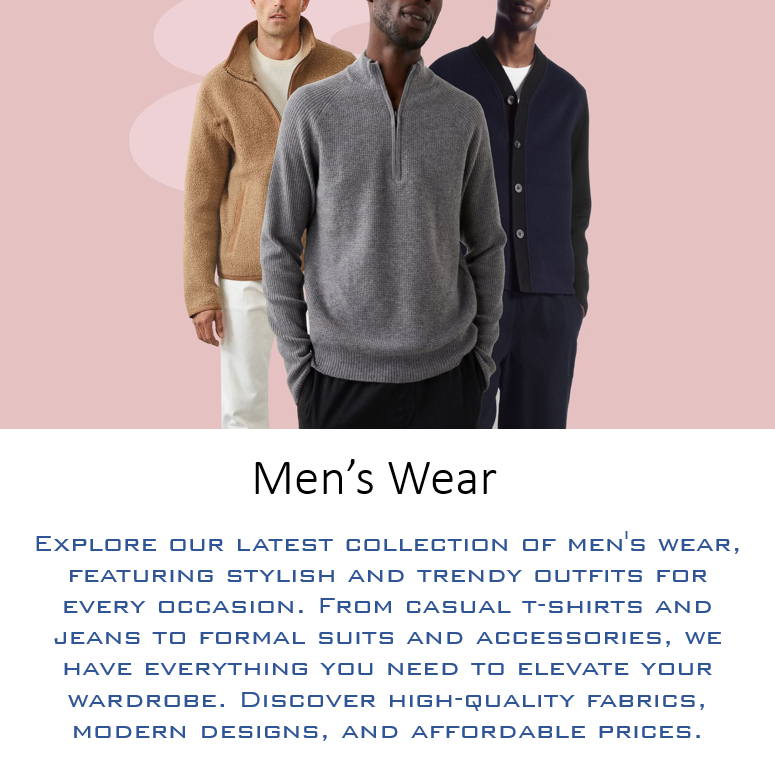 Men’s Wear
Explore our latest collection of men's wear,
featuring stylish and trendy outfits for
every occasion. From casual t-shirts and
jeans to formal suits and accessories, we
have everything you need to elevate your
wardrobe. Discover high-quality fabrics,
modern designs, and affordable prices.